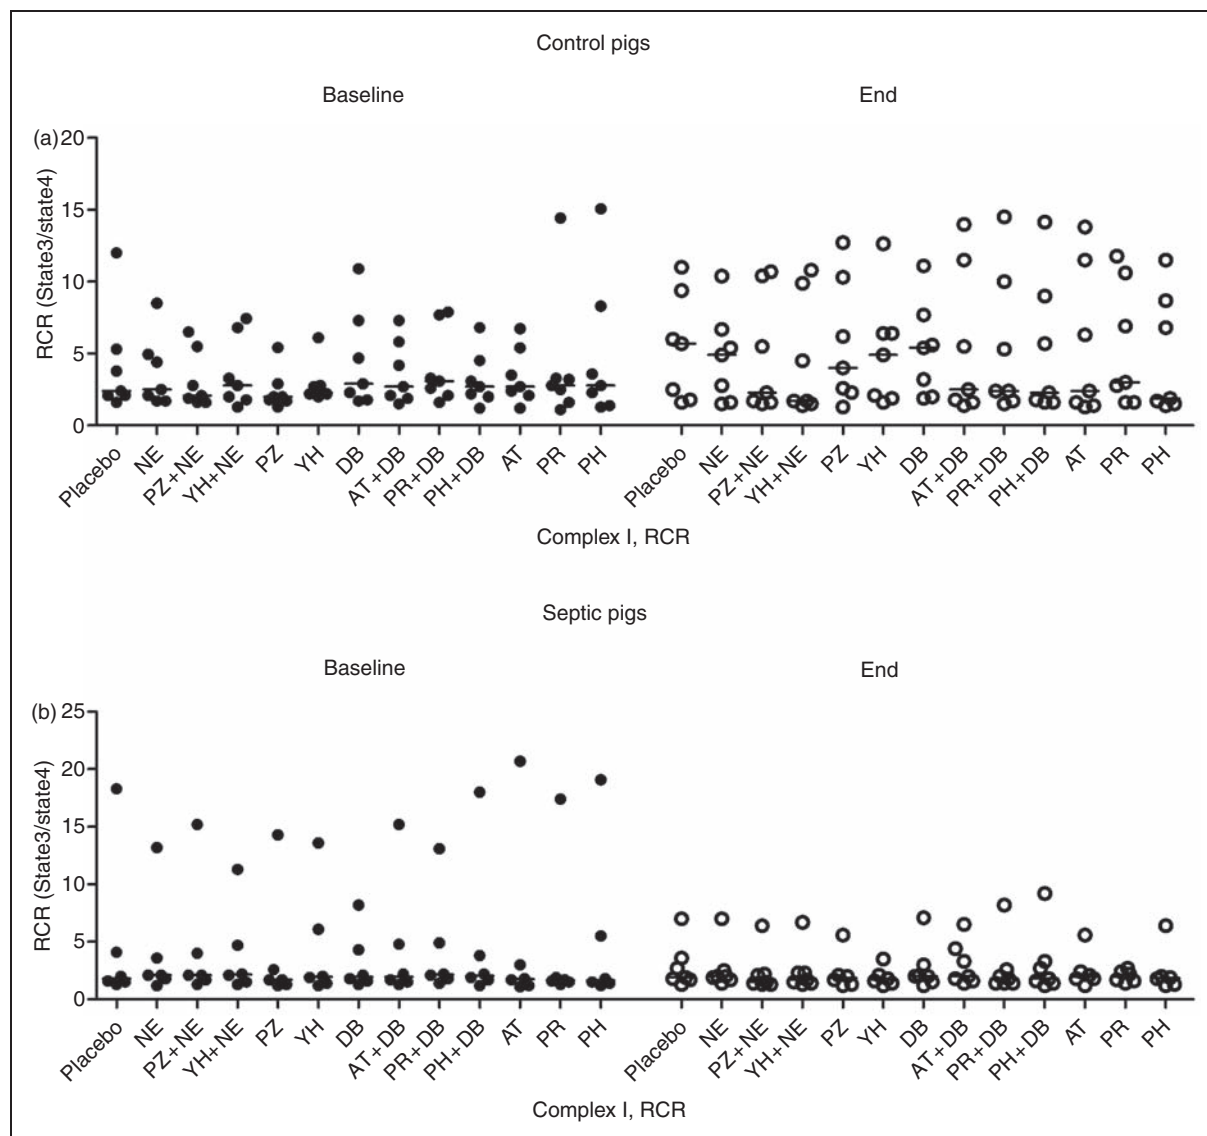 Control pigs
Baseline End
(a) 20
15
10
5
0
RCR (State3/state4)
Placebo NE PZ+NE YH+NE PZ YH DB AT+DB PR+DB PH+DB AT PR PH Placebo NE PZ+NE YH+NE PZ YH DB AT+DB PR+DB PH+DB AT PR PH
Complex I, RCR
Septic pigs
Baseline End
(b) 25
20
15
10
5
0
RCR (State3/state4)
Placebo NE PZ+NE YH+NE PZ YH DB AT+DB PR+DB PH+DB AT PR PH Placebo NE PZ+NE YH+NE PZ YH DB AT+DB PR+DB PH+DB AT PR PH
Complex I, RCR